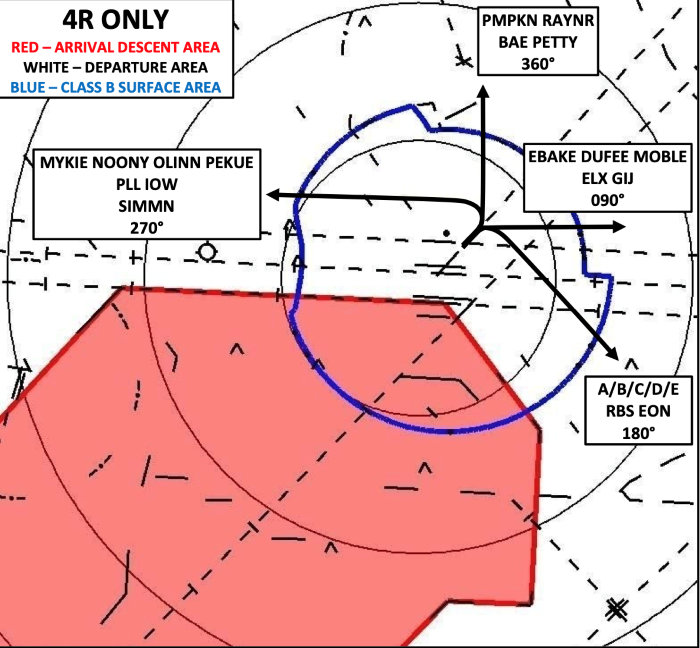 4R ONLY
RED – ARRIVAL DESCENT AREA
WHITE – DEPARTURE AREA
BLUE – CLASS B SURFACE AREA
PMPKN RAYNR
BAE PETTY
360°
MYKIE NOONY OLINN PEKUE
PLL IOW
SIMMN
270°
EBAKE DUFEE MOBLE
ELX GIJ
090°
A/B/C/D/E
RBS EON
180°